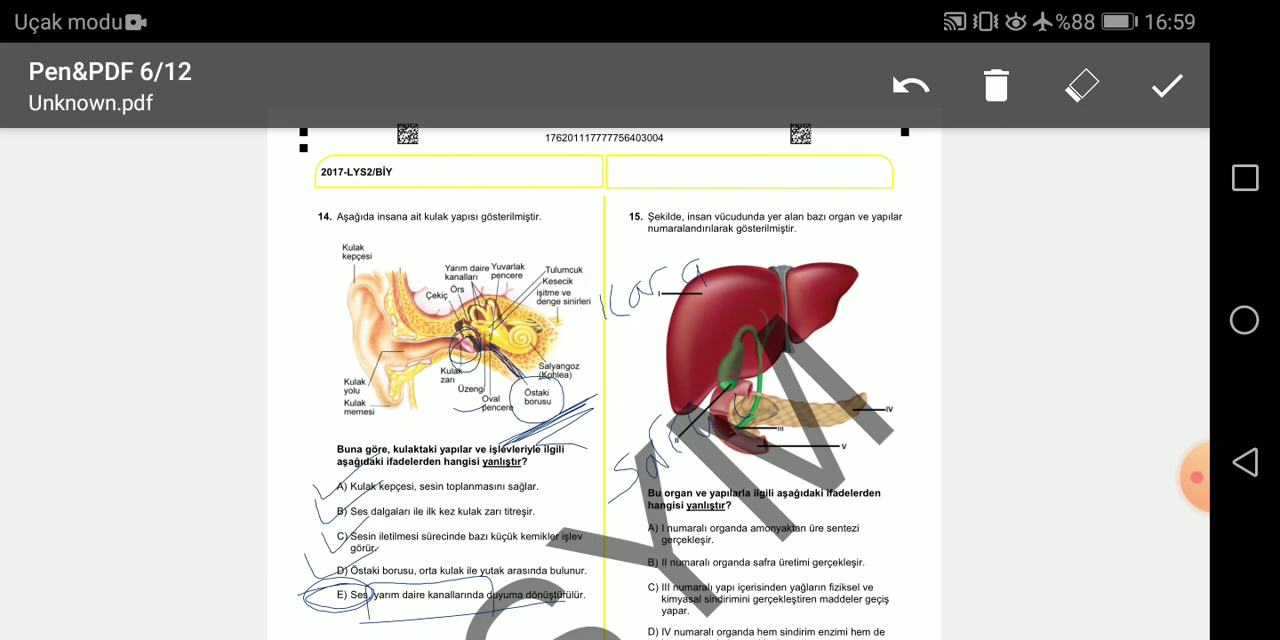 Uçak modu
%88
16:59
Pen&PDF 6/12
Unknown.pdf
17620111777756403004
2017-LYS2/BİY
14. Aşağıda insana ait kulak yapısı gösterilmiştir.
Kulak
kepçesi
Yarım daire
kanalları
Yuvarlak
pencere
Tulumcuk
Kesecik
işitme ve
denge sinirleri
Örs
Çekiç
Salyangoz
(Kohlea)
Kulak
zarı
Üzengi
Oval
pencere
Östaki
borusu
Kulak
yolu
Kulak
memesi
Buna göre, kulaktaki yapılar ve işlevleriyle ilgili
aşağıdaki ifadelerden hangisi yanlıştır?
A) Kulak kepçesi, sesin toplanmasını sağlar.
B) Ses dalgaları ile ilk kez kulak zarı titreşir.
C) Sesin iletilmesi sürecinde bazı küçük kemikler işlev
görür.
D) Östaki borusu, orta kulak ile yutak arasında bulunur.
E) Ses, yarım daire kanallarında duyuma dönüştürülür.
15. Şekilde, insan vücudunda yer alan bazı organ ve yapılar
numaralandırılarak gösterilmiştir.
Kara
I
IV
III
II
V
Safra
Bu organ ve yapılarla ilgili aşağıdaki ifadelerden
hangisi yanlıştır?
A) I numaralı organda amonyaktan üre sentezi
gerçekleşir.
B) II numaralı organda safra üretimi gerçekleşir.
C) III numaralı yapı içerisinden yağların fiziksel ve
kimyasal sindirimini gerçekleştiren maddeler geçiş
yapar.
D) IV numaralı organda hem sindirim enzimi hem de
SYM